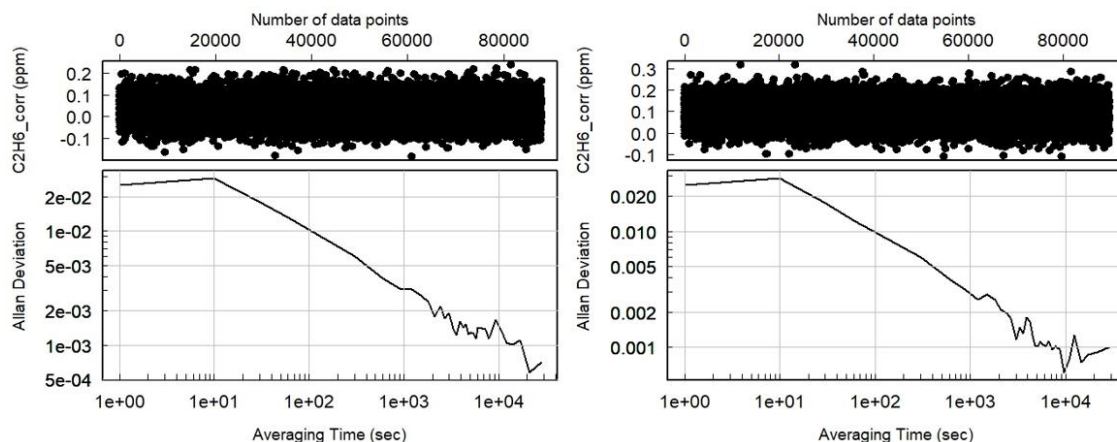 Number of data points
0 20000 40000 60000 80000
C2H6_corr (ppm)
0.2
0.1
0.0
-0.1
Allan Deviation
2e-02
1e-02
5e-03
2e-03
1e-03
5e-04
1e+00 1e+01 1e+02 1e+03 1e+04
Averaging Time (sec)
Number of data points
0 20000 40000 60000 80000
C2H6_corr (ppm)
0.3
0.2
0.1
0.0
-0.1
Allan Deviation
0.020
0.010
0.005
0.002
0.001
1e+00 1e+01 1e+02 1e+03 1e+04
Averaging Time (sec)